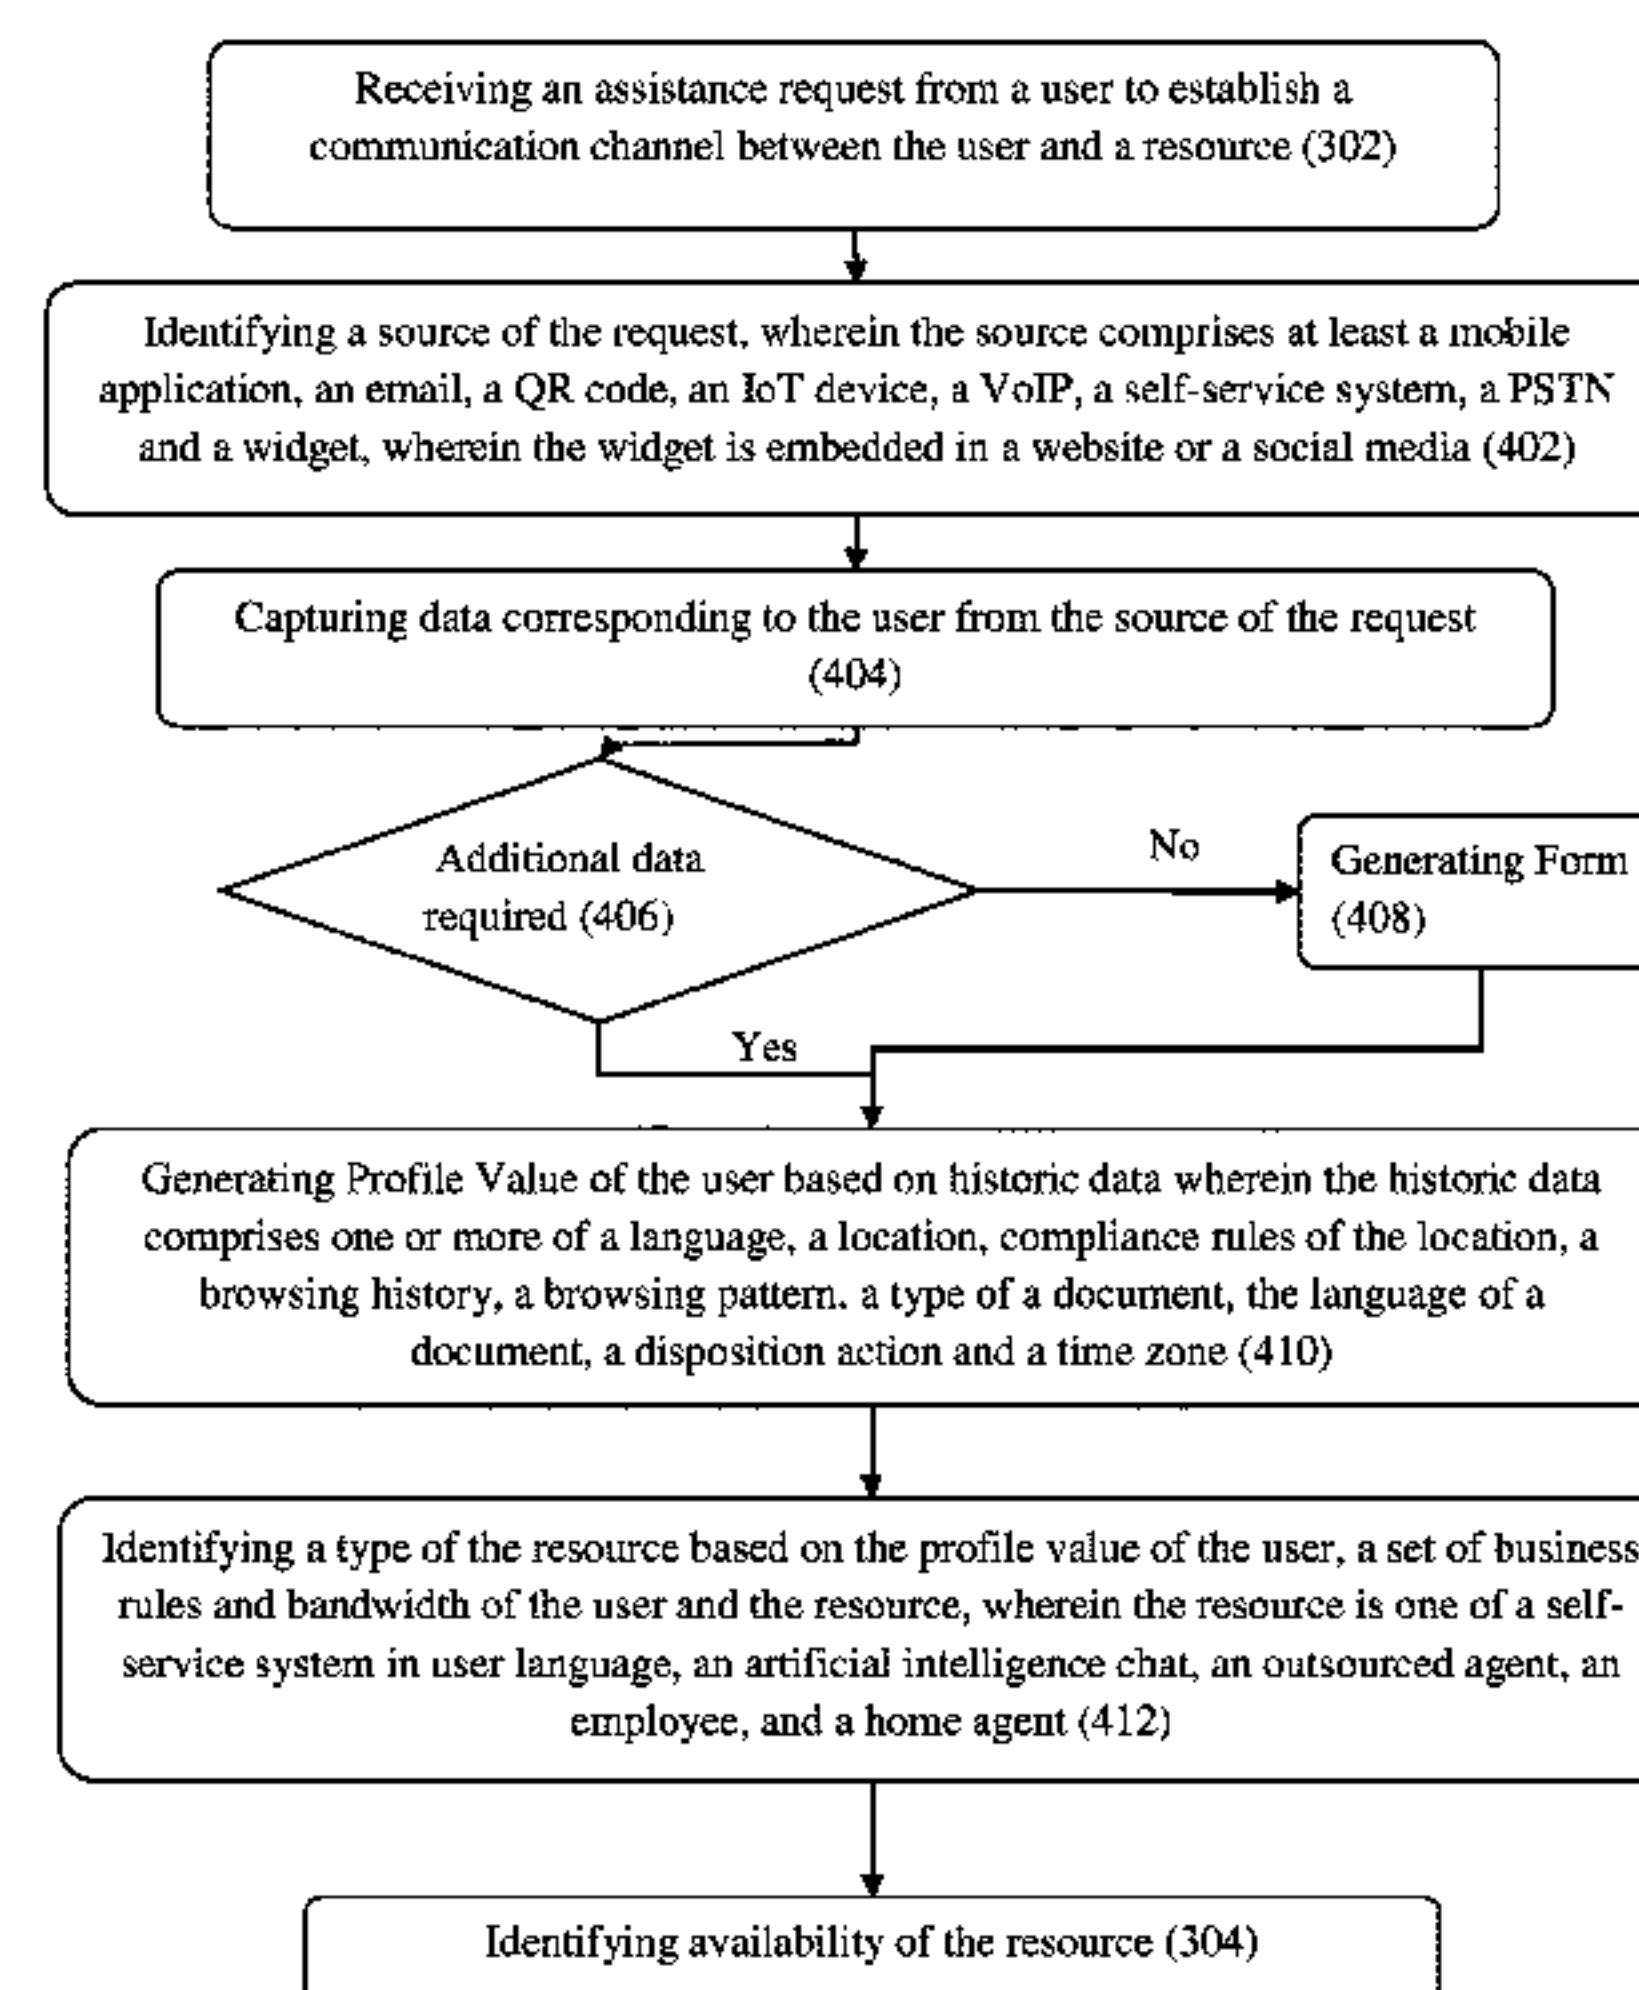 Receiving an assistance request from a user to establish a
communication channel between the user and a resource (302)
Identifying a source of the request, wherein the source comprises at least a mobile
application, an email, a QR code, an IoT device, a VoIP, a self-service system, a PSTN
and a widget, wherein the widget is embedded in a website or a social media (402)
Capturing data corresponding to the user from the source of the request
(404)
Additional data
required (406)
No
Generating Form
(408)
Yes
Generating Profile Value of the user based on historic data wherein the historic data
comprises one or more of a language, a location, compliance rules of the location, a
browsing history, a browsing pattern. a type of a document, the language of a
document, a disposition action and a time zone (410)
Identifying a type of the resource based on the profile value of the user, a set of business
rules and bandwidth of the user and the resource, wherein the resource is one of a self-
service system in user language, an artificial intelligence chat, an outsourced agent, an
employee, and a home agent (412)
Identifying availability of the resource (304)